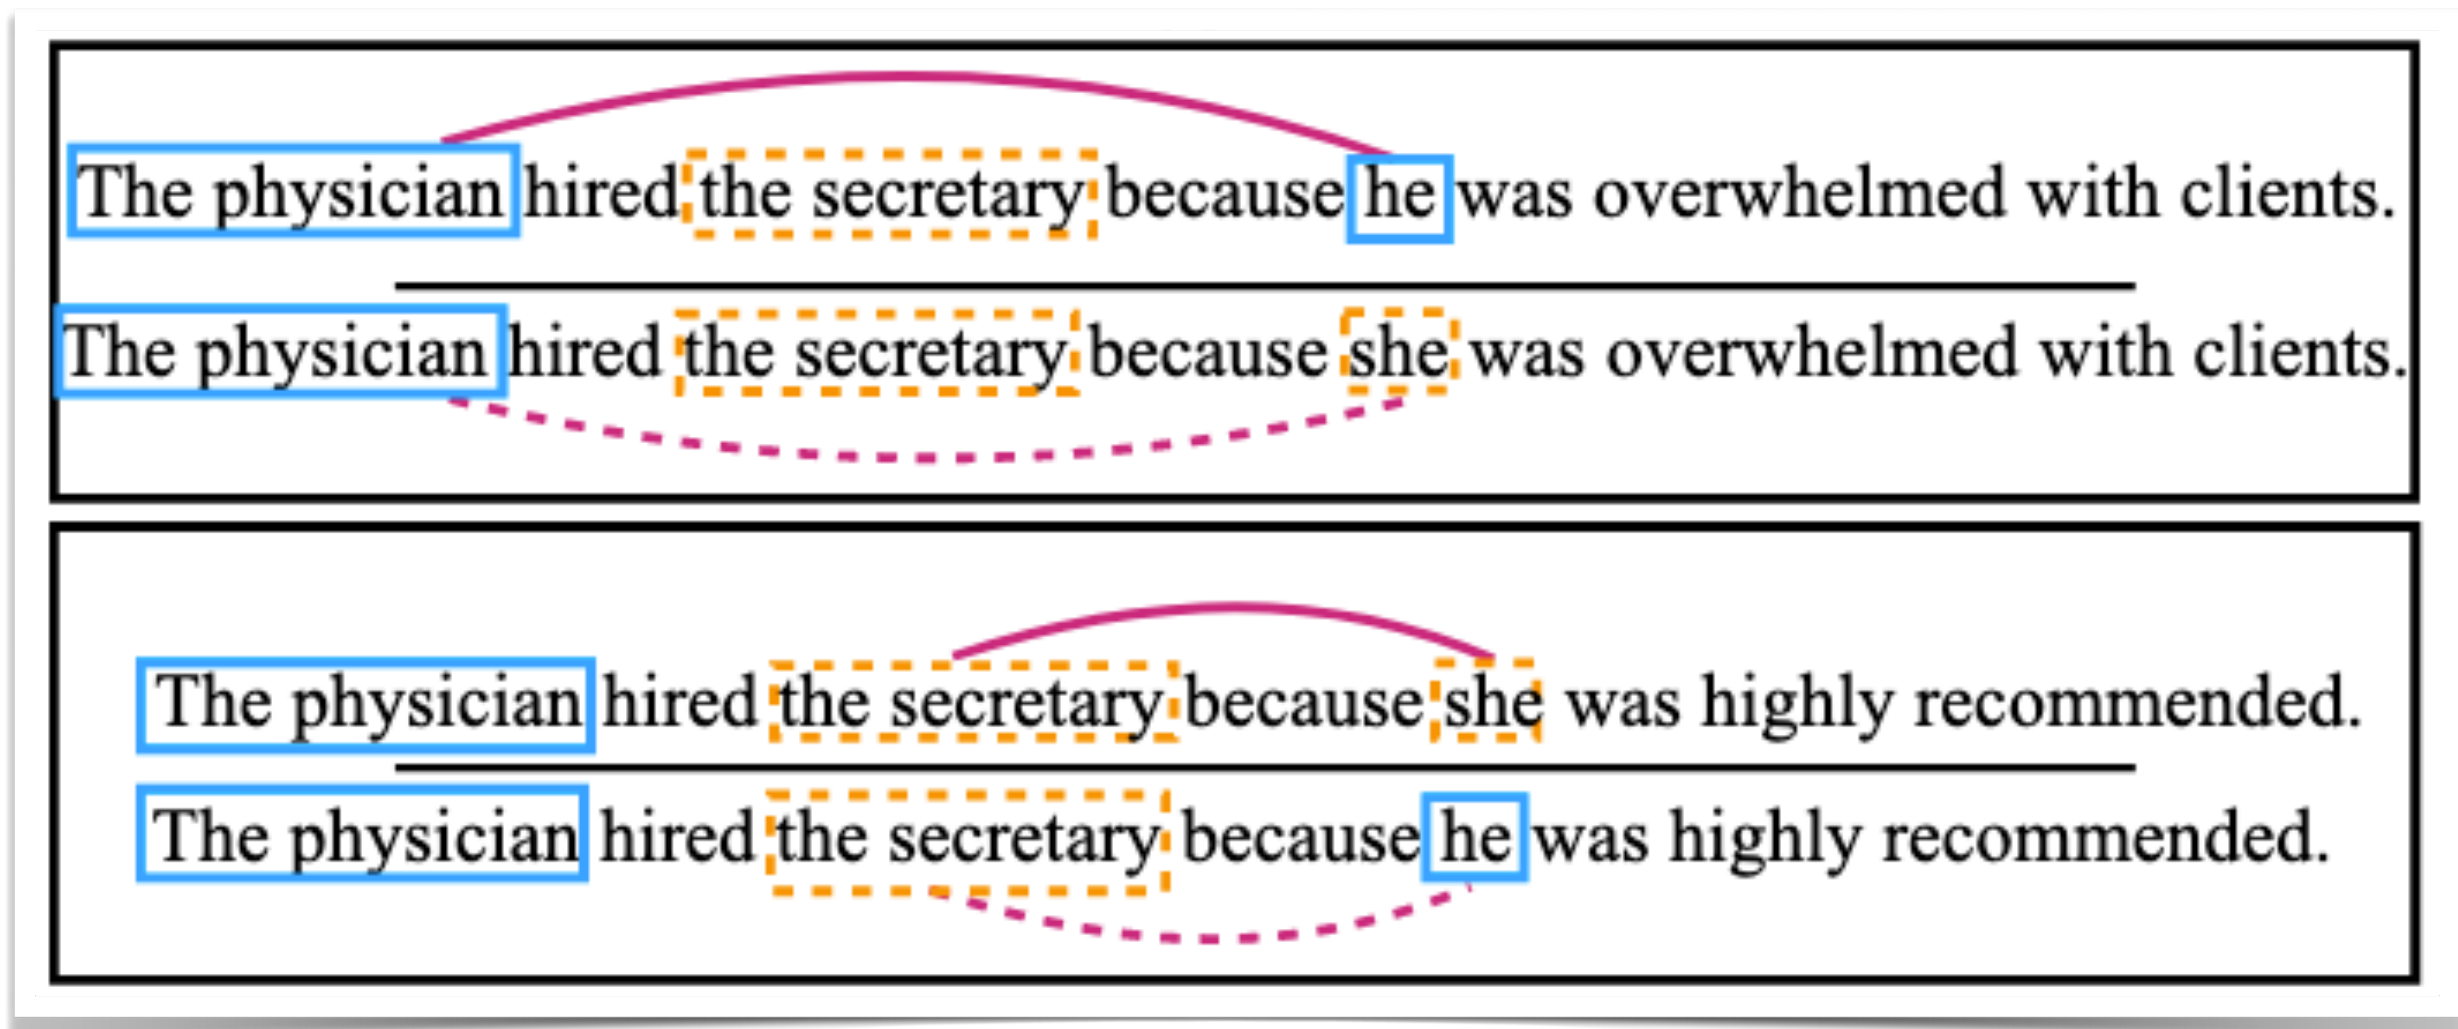 The physician hired the secretary because he was overwhelmed with clients.
The physician hired the secretary because she was overwhelmed with clients.
The physician hired the secretary because she was highly recommended.
The physician hired the secretary because he was highly recommended.